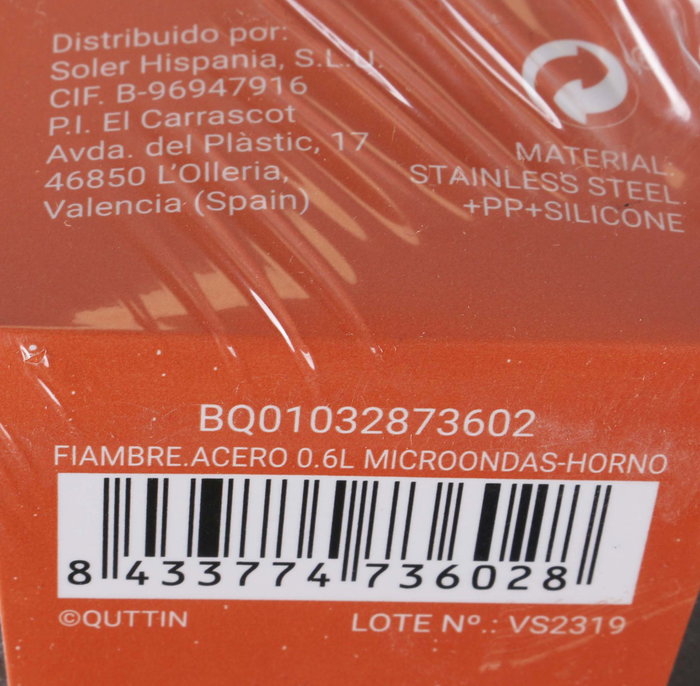 Distribuido por:
Soler Hispania, S.L.U.
CIF. B-96947916
P.I. El Carrascot
Avda. del Plàstic, 17
46850 L'Olleria,
Valencia (Spain)
MATERIAL:
STAINLESS STEEL
+PP+SILICONE
BQ01032873602
FIAMBRE.ACERO 0.6L MICROONDAS-HORNO
8 433774 736028
©QUTTIN
LOTE Nº.: VS2319